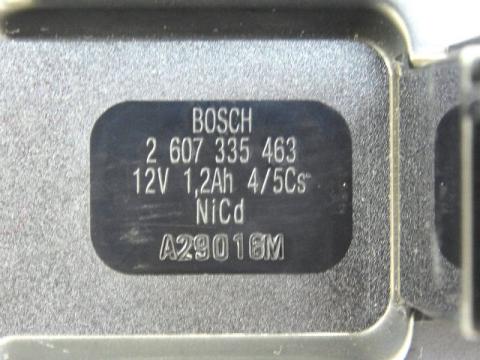 BOSCH
2 607 335 463
12V 1,2Ah 4/5Cs
NiCd
A29016M